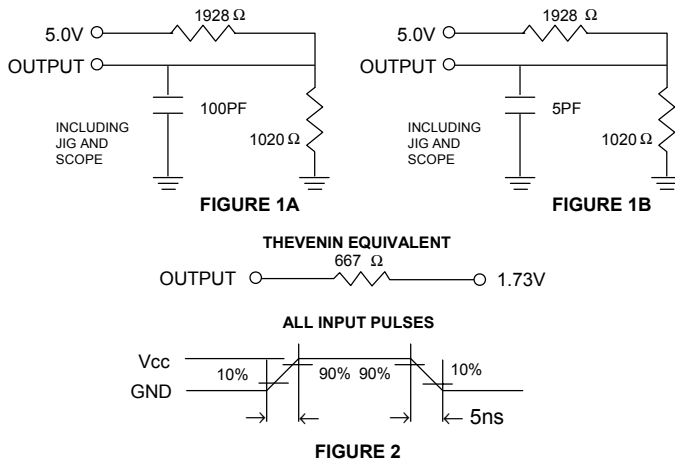 1928 Ω
5.0V
OUTPUT
100PF
INCLUDING
JIG AND
SCOPE
1020 Ω
FIGURE 1A
1928 Ω
5.0V
OUTPUT
5PF
INCLUDING
JIG AND
SCOPE
1020 Ω
FIGURE 1B
THEVENIN EQUIVALENT
667 Ω
OUTPUT
1.73V
ALL INPUT PULSES
Vcc
GND
10%
90%
90%
10%
5ns
FIGURE 2